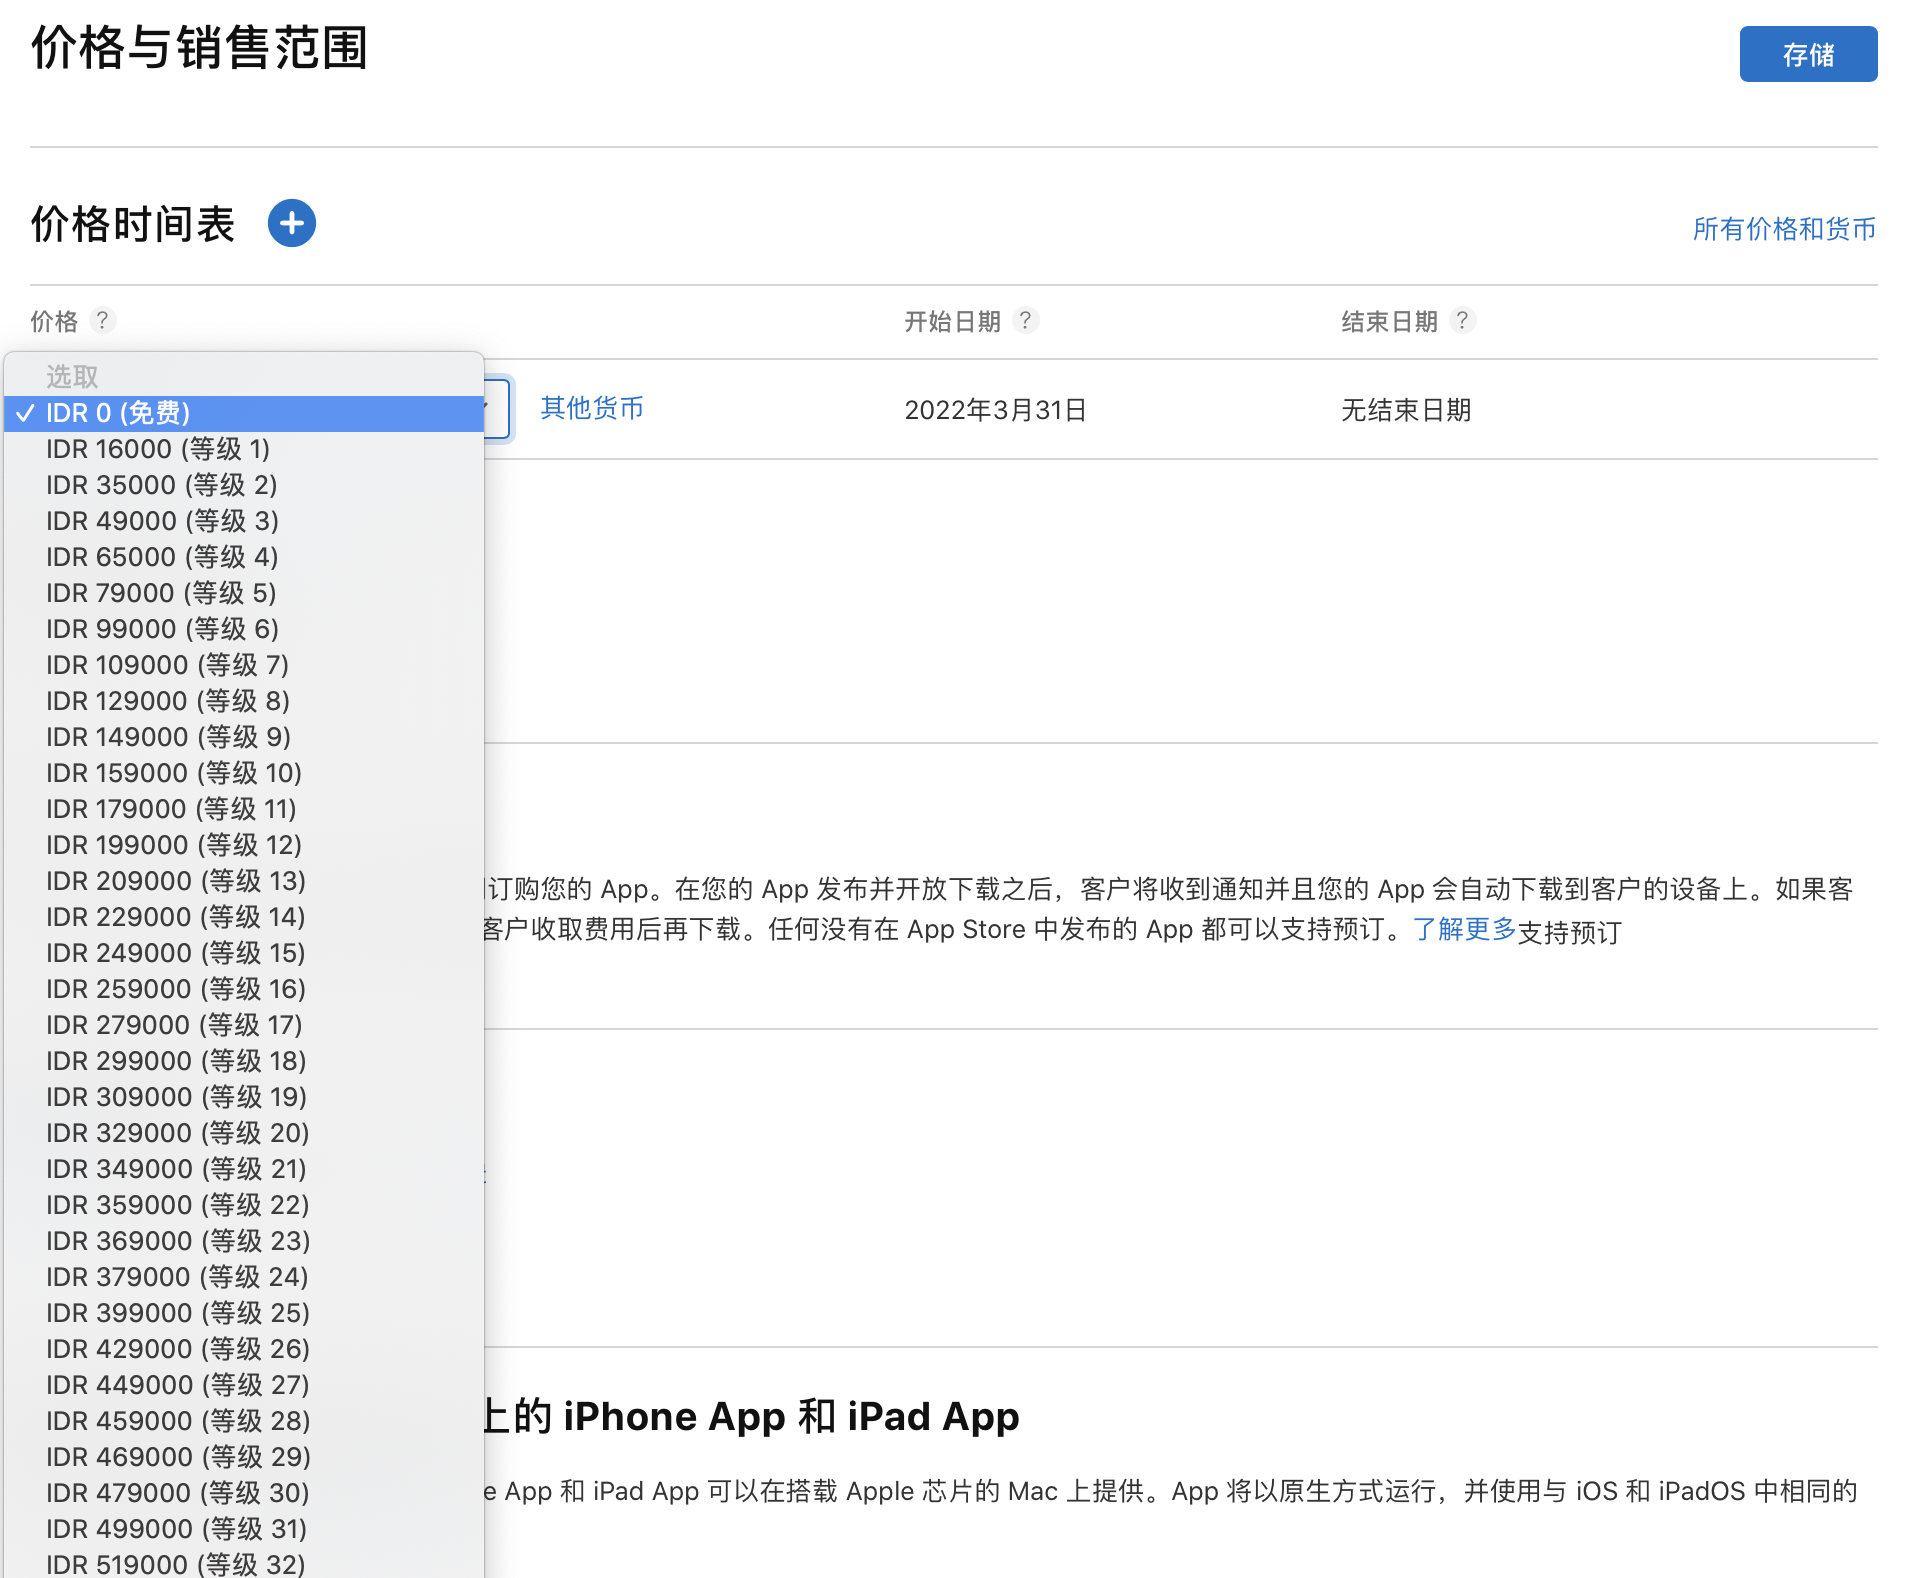 价格与销售范围
存储
价格时间表
所有价格和货币
价格 ?
开始日期 ?
结束日期 ?
选取
✓ IDR 0 (免费)
其他货币
2022年3月31日
无结束日期
IDR 16000 (等级 1)
IDR 35000 (等级 2)
IDR 49000 (等级 3)
IDR 65000 (等级 4)
IDR 79000 (等级 5)
IDR 99000 (等级 6)
IDR 109000 (等级 7)
IDR 129000 (等级 8)
IDR 149000 (等级 9)
IDR 159000 (等级 10)
IDR 179000 (等级 11)
IDR 199000 (等级 12)
IDR 209000 (等级 13)
IDR 229000 (等级 14)
IDR 249000 (等级 15)
IDR 259000 (等级 16)
IDR 279000 (等级 17)
IDR 299000 (等级 18)
IDR 309000 (等级 19)
IDR 329000 (等级 20)
IDR 349000 (等级 21)
IDR 359000 (等级 22)
IDR 369000 (等级 23)
IDR 379000 (等级 24)
IDR 399000 (等级 25)
IDR 429000 (等级 26)
IDR 449000 (等级 27)
IDR 459000 (等级 28)
IDR 469000 (等级 29)
IDR 479000 (等级 30)
IDR 499000 (等级 31)
IDR 519000 (等级 32)
订购您的 App。在您的 App 发布并开放下载之后，客户将收到通知并且您的 App 会自动下载到客户的设备上。如果客
客户收取费用后再下载。任何没有在 App Store 中发布的 App 都可以支持预订。了解更多支持预订
上的 iPhone App 和 iPad App
e App 和 iPad App 可以在搭载 Apple 芯片的 Mac 上提供。App 将以原生方式运行，并使用与 iOS 和 iPadOS 中相同的